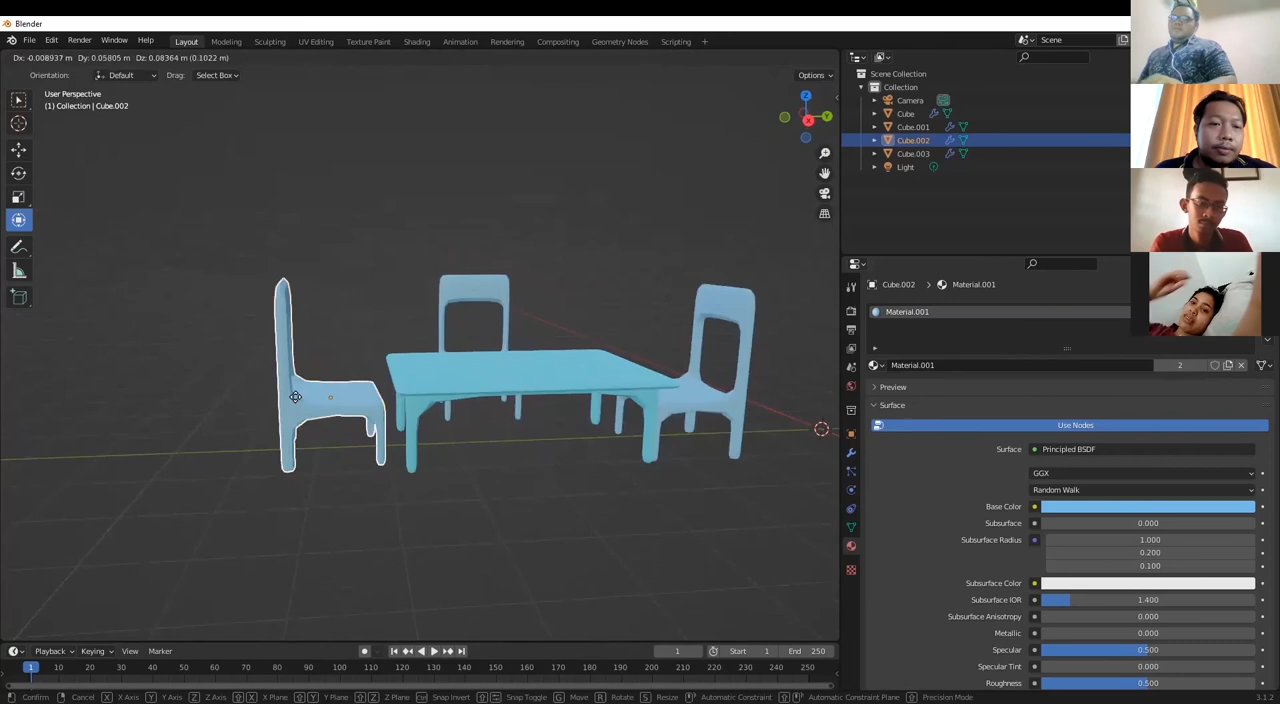 Blender
File Edit Render Window Help Layout Modeling Sculpting UV Editing Texture Paint Shading Animation Rendering Compositing Geometry Nodes Scripting + Scene
Dx: -0.008937 m Dy: 0.05805 m Dz: 0.08364 m (0.1022 m)
Orientation: Default Drag: Select Box Options
User Perspective
(1) Collection | Cube.002
Z
Y
X
Scene Collection
Collection
Camera
Cube
Cube.001
Cube.002
Cube.003
Light
Cube.002 > Material.001
Material.001
Material.001 2
Preview
Surface
Use Nodes
Surface Principled BSDF
GGX
Random Walk
Base Color
Subsurface 0.000
Subsurface Radius 1.000
0.200
0.100
Subsurface Color
Subsurface IOR 1.400
Subsurface Anisotropy 0.000
Metallic 0.000
Specular 0.500
Specular Tint 0.000
Roughness 0.500
Playback Keying View Marker 1 Start 1 End 250
1 10 20 30 40 50 60 70 80 90 100 110 120 130 140 150 160 170 180 190 200 210 220 230 240 250
Confirm Cancel X X Axis Y Y Axis Z Z Axis X X Plane Y Y Plane Z Z Plane Ctrl Snap Invert Snap Toggle G Move R Rotate S Resize Automatic Constraint Automatic Constraint Plane Precision Mode 3.1.2